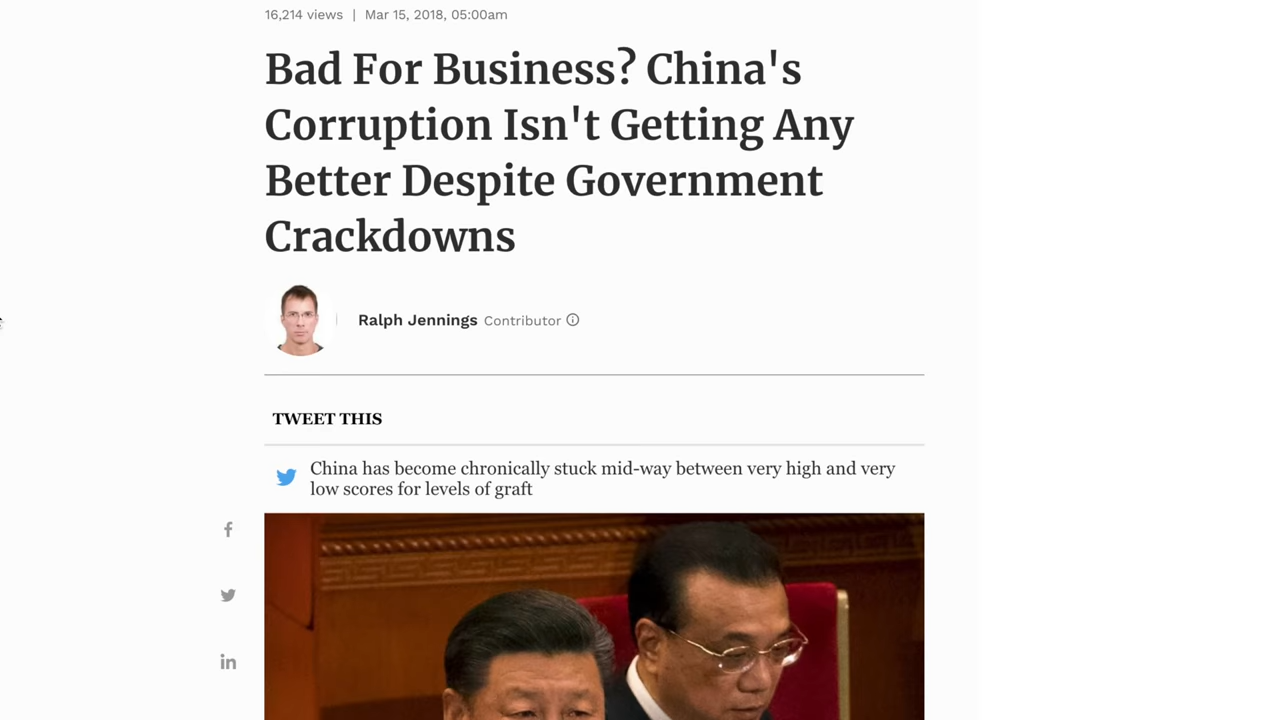 16,214 views | Mar 15, 2018, 05:00am
Bad For Business? China's
Corruption Isn't Getting Any
Better Despite Government
Crackdowns
Ralph Jennings Contributor
TWEET THIS
China has become chronically stuck mid-way between very high and very
low scores for levels of graft